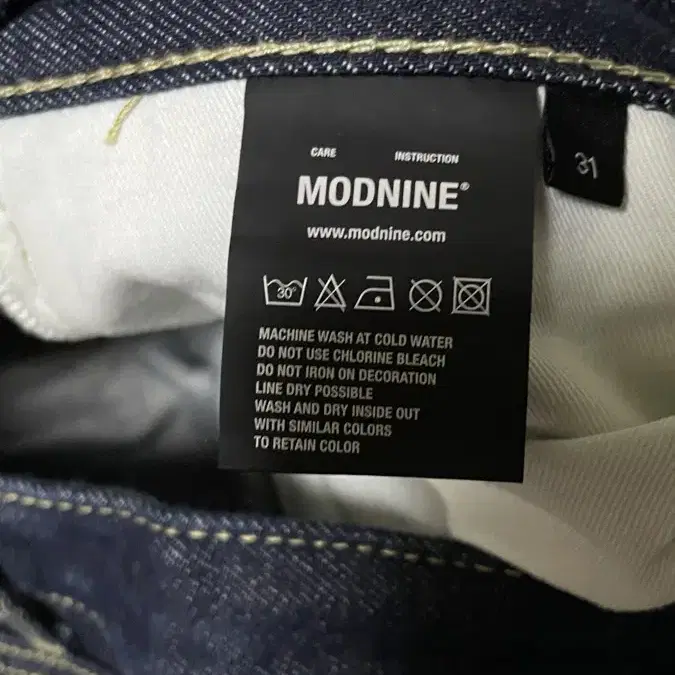 CARE INSTRUCTION
MODNINE®
www.modnine.com
30°
MACHINE WASH AT COLD WATER
DO NOT USE CHLORINE BLEACH
DO NOT IRON ON DECORATION
LINE DRY POSSIBLE
WASH AND DRY INSIDE OUT
WITH SIMILAR COLORS
TO RETAIN COLOR
31